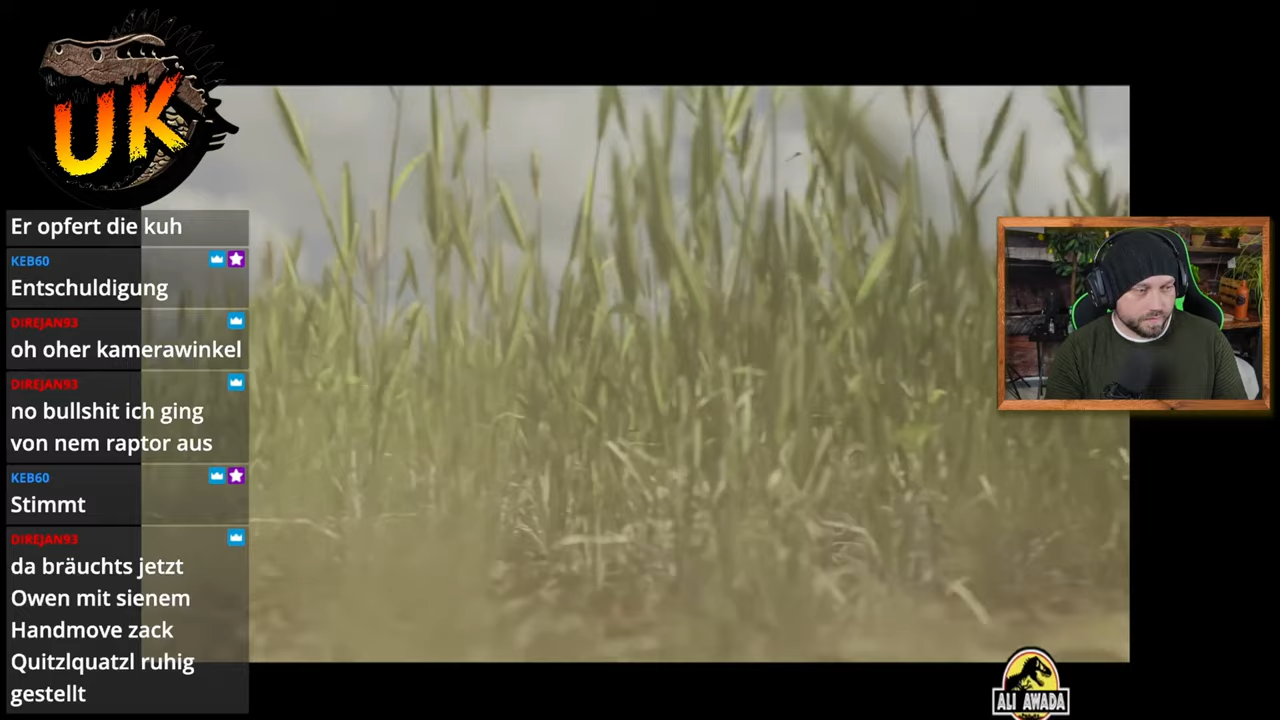 UK
Er opfert die kuh
KEB60
Entschuldigung
DIREJAN93
oh oher kamerawinkel
DIREJAN93
no bullshit ich ging
von nem raptor aus
KEB60
Stimmt
DIREJAN93
da bräuchts jetzt
Owen mit sienem
Handmove zack
Quitzlquatzl ruhig
gestellt
ALI AWADA